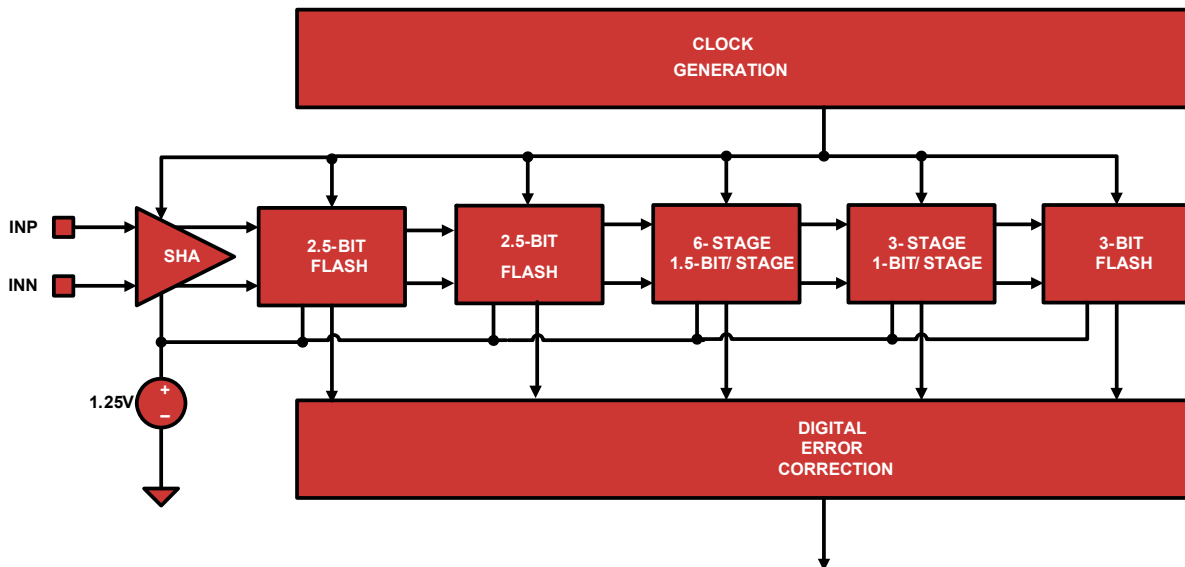 CLOCK
GENERATION
INP
INN
SHA
2.5-BIT
FLASH
2.5-BIT
FLASH
6- STAGE
1.5-BIT/ STAGE
3- STAGE
1-BIT/ STAGE
3-BIT
FLASH
1.25V
+
−
DIGITAL
ERROR
CORRECTION